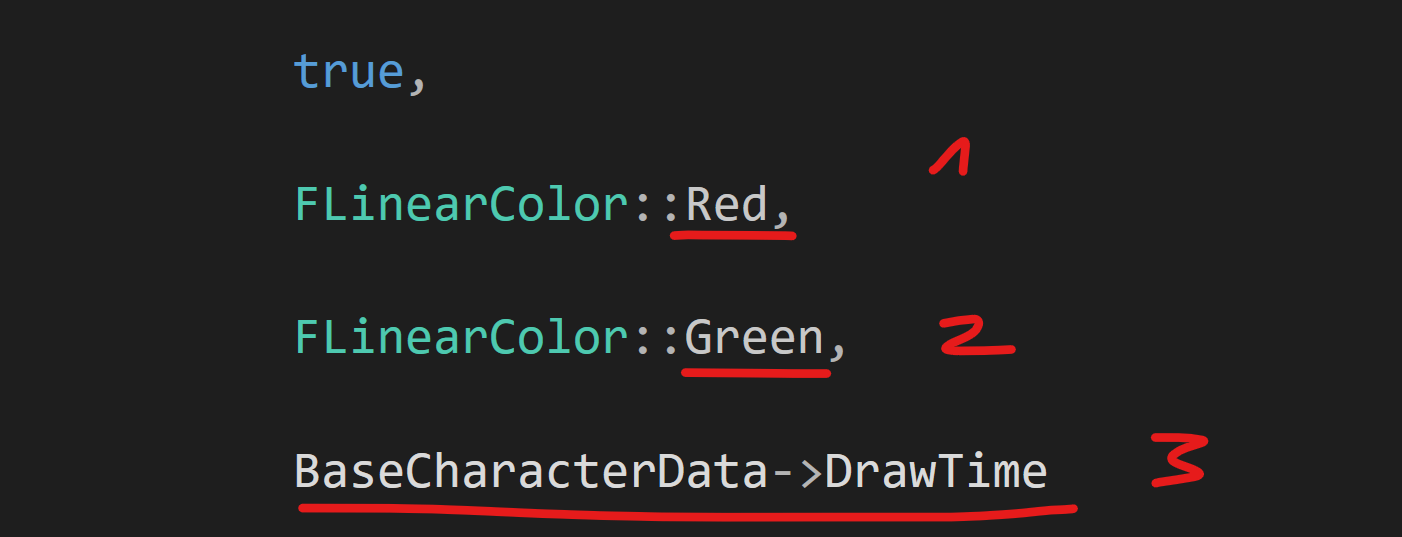 true,
1
FLinearColor::Red,
FLinearColor::Green, 2
BaseCharacterData->DrawTime 3